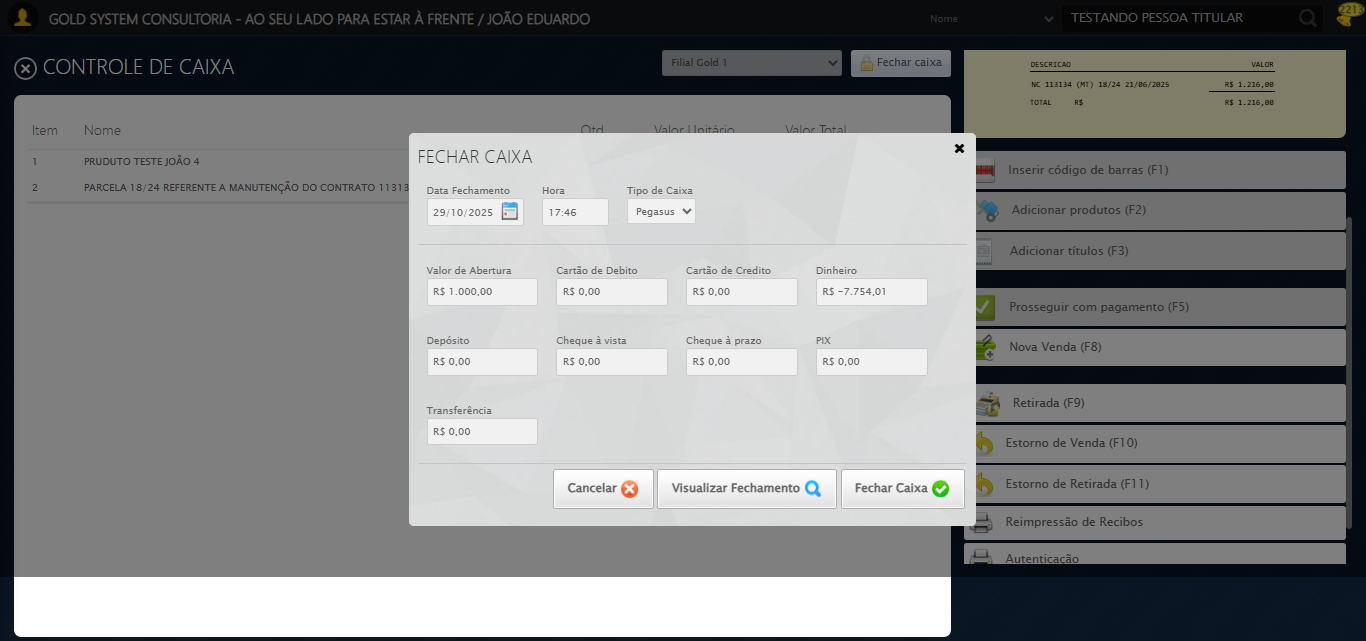 GOLD SYSTEM CONSULTORIA - AO SEU LADO PARA ESTAR À FRENTE / JOÃO EDUARDO
Nome
TESTANDO PESSOA TITULAR
2213
CONTROLE DE CAIXA
Filial Gold 1
Fechar caixa
DESCRICAO VALOR
NC 113134 (MT) 18/24 21/06/2025 R$ 1.216,00
TOTAL R$ R$ 1.216,00
Item Nome Qtd Valor Unitário Valor Total
1 PRUDUTO TESTE JOÃO 4
2 PARCELA 18/24 REFERENTE A MANUTENÇÃO DO CONTRATO 11313
FECHAR CAIXA
Data Fechamento Hora Tipo de Caixa
29/10/2025 17:46 Pegasus
Valor de Abertura Cartão de Debito Cartão de Credito Dinheiro
R$ 1.000,00 R$ 0,00 R$ 0,00 R$ -7.754,01
Depósito Cheque à vista Cheque à prazo PIX
R$ 0,00 R$ 0,00 R$ 0,00 R$ 0,00
Transferência
R$ 0,00
Cancelar Visualizar Fechamento Fechar Caixa
Inserir código de barras (F1)
Adicionar produtos (F2)
Adicionar títulos (F3)
Prosseguir com pagamento (F5)
Nova Venda (F8)
Retirada (F9)
Estorno de Venda (F10)
Estorno de Retirada (F11)
Reimpressão de Recibos
Autenticação